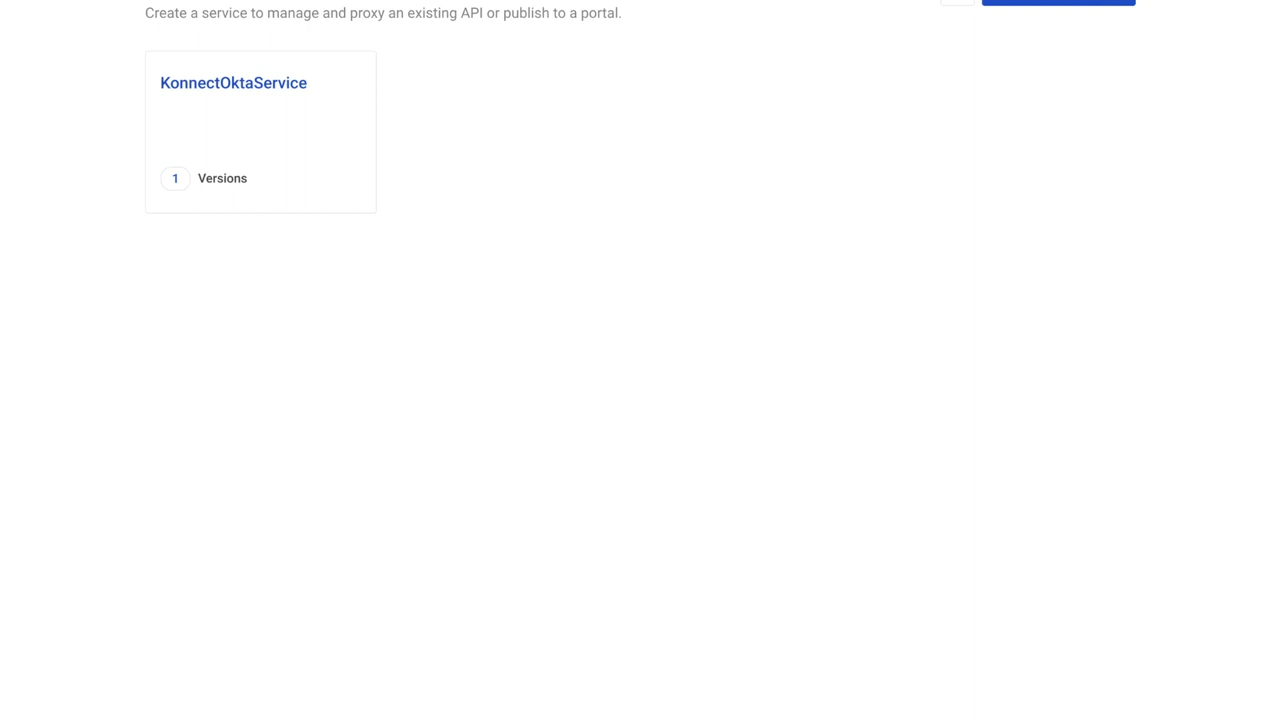 Create a service to manage and proxy an existing API or publish to a portal.
KonnectOktaService
1 Versions